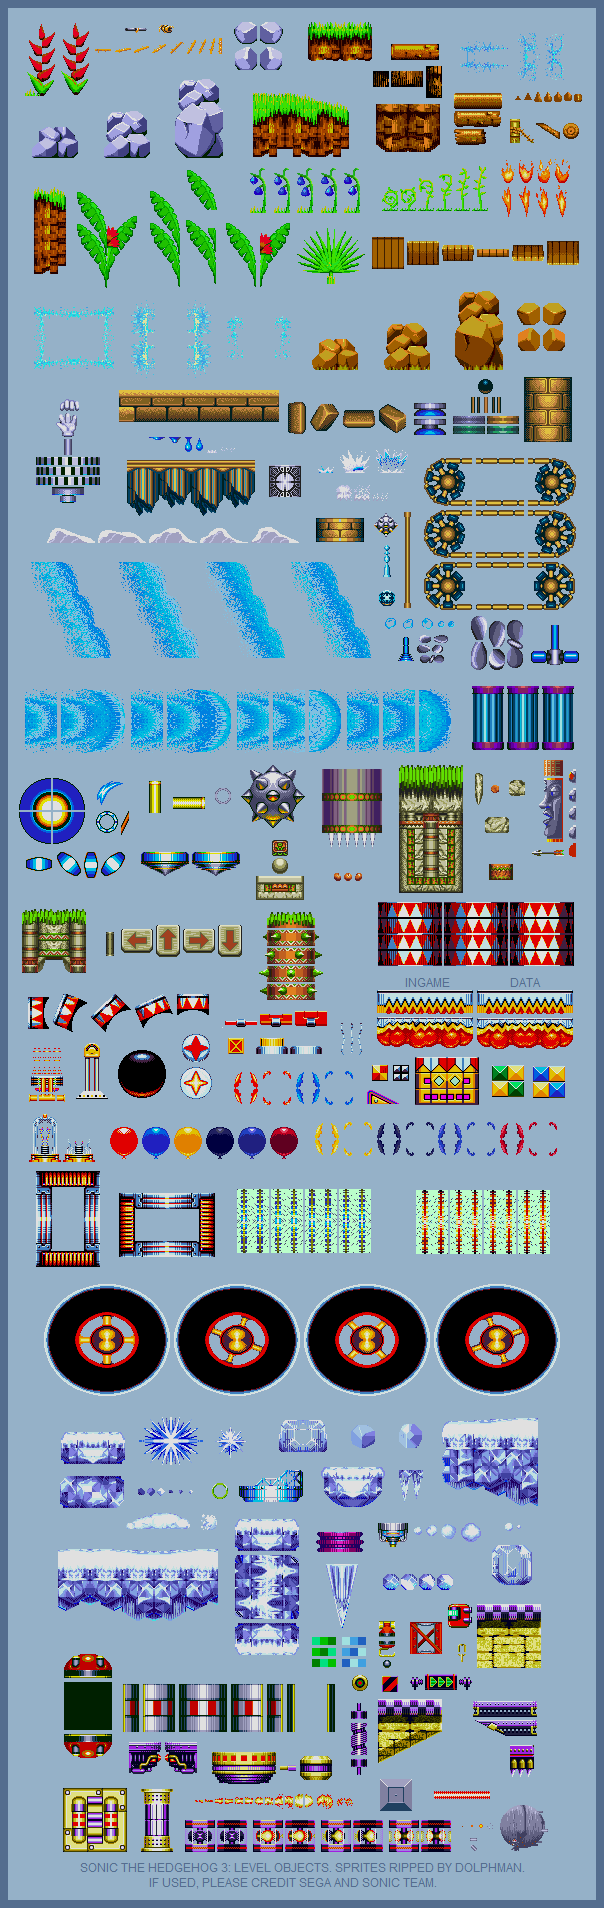 INGAME DATA
SONIC THE HEDGEHOG 3: LEVEL OBJECTS. SPRITES RIPPED BY DOLPHMAN.
IF USED, PLEASE CREDIT SEGA AND SONIC TEAM.